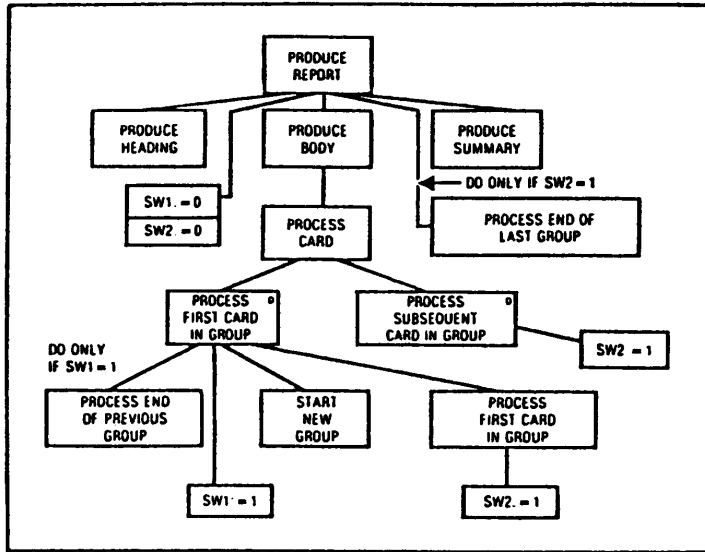 PRODUCE
REPORT
PRODUCE
HEADING
PRODUCE
BODY
PRODUCE
SUMMARY
SW1. = 0
SW2. = 0
DO ONLY IF SW2 = 1
PROCESS END OF
LAST GROUP
PROCESS
CARD
PROCESS
FIRST CARD
IN GROUP
o
PROCESS
SUBSEQUENT
CARD IN GROUP
o
SW2 = 1
DO ONLY
IF SW1 = 1
PROCESS END
OF PREVIOUS
GROUP
START
NEW
GROUP
PROCESS
FIRST CARD
IN GROUP
SW1' = 1
SW2. = 1